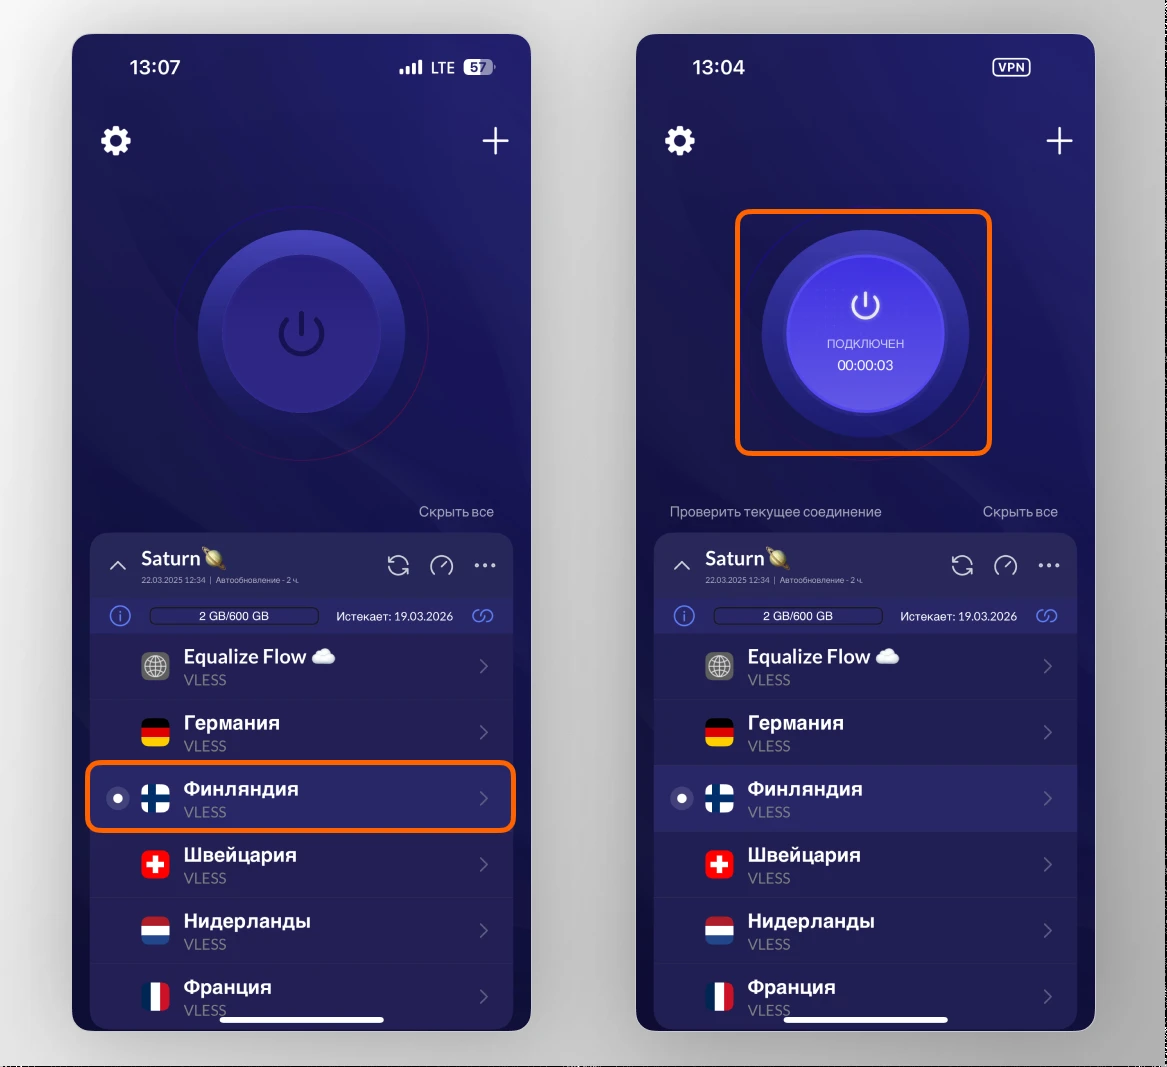 13:07
LTE 57
Скрыть все
Saturn🪐
22.03.2025 12:34 | Автообновление - 2 ч.
2 GB/600 GB Истекает: 19.03.2026
Equalize Flow ☁️
VLESS
Германия
VLESS
Финляндия
VLESS
Швейцария
VLESS
Нидерланды
VLESS
Франция
VLESS
13:04
VPN
ПОДКЛЮЧЕН
00:00:03
Проверить текущее соединение Скрыть все
Saturn🪐
22.03.2025 12:34 | Автообновление - 2 ч.
2 GB/600 GB Истекает: 19.03.2026
Equalize Flow ☁️
VLESS
Германия
VLESS
Финляндия
VLESS
Швейцария
VLESS
Нидерланды
VLESS
Франция
VLESS